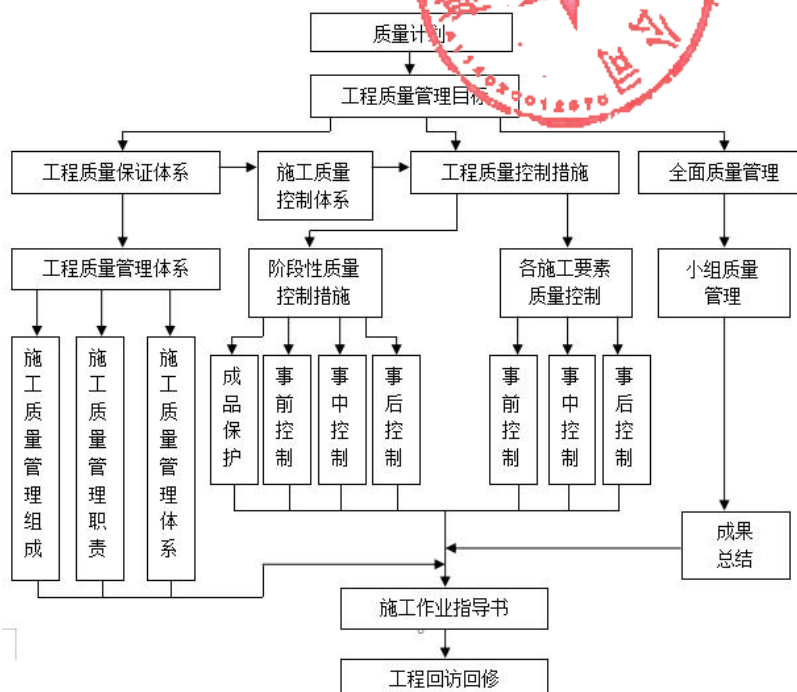 质量计划
工程质量管理目标
工程质量保证体系
施工质量
控制体系
工程质量控制措施
全面质量管理
工程质量管理体系
阶段性质量
控制措施
各施工要素
质量控制
小组质量
管理
施工质量管理组成
施工质量管理职责
施工质量管理体系
成品保护
事前控制
事中控制
事后控制
事前控制
事中控制
事后控制
成果
总结
施工作业指导书
工程回访回修
公司